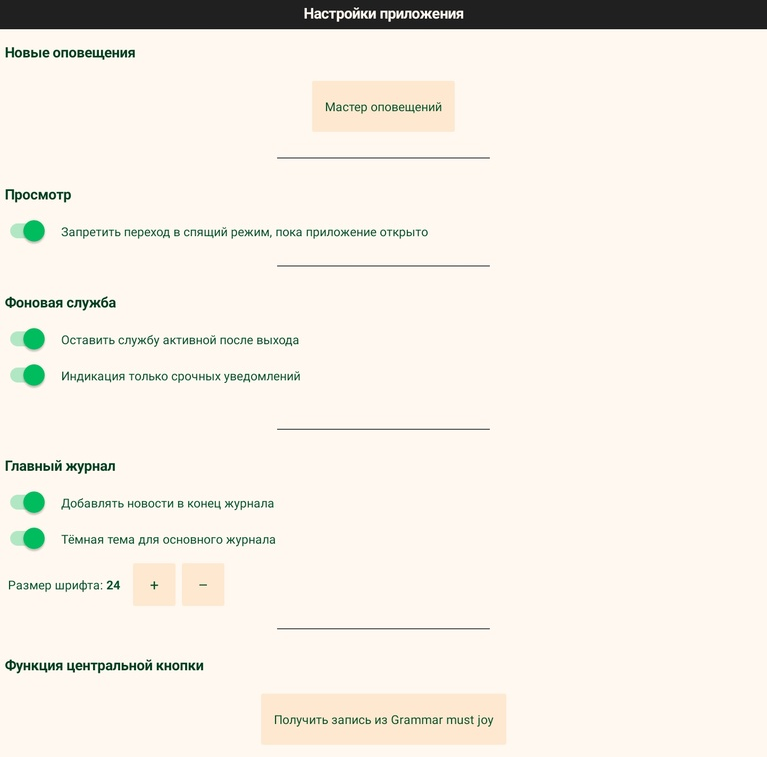 Настройки приложения
Новые оповещения
Мастер оповещений
Просмотр
Запретить переход в спящий режим, пока приложение открыто
Фоновая служба
Оставить службу активной после выхода
Индикация только срочных уведомлений
Главный журнал
Добавлять новости в конец журнала
Тёмная тема для основного журнала
Размер шрифта: 24 + −
Функция центральной кнопки
Получить запись из Grammar must joy